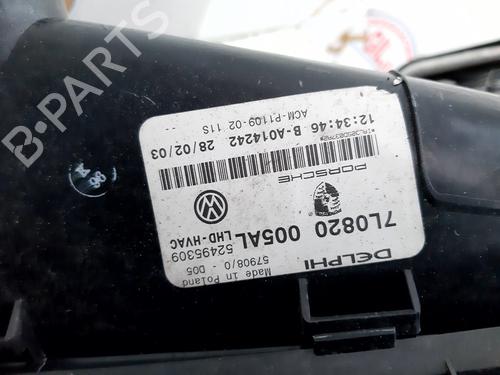 B-PARTS
DELPHI
Made in Poland
57908/0 - D05
7L0820 005AL
52495309
LHD-HVAC
PORSCHE
12:34:46 B-A014242 28/02/03
ACM-P1109-02 11S